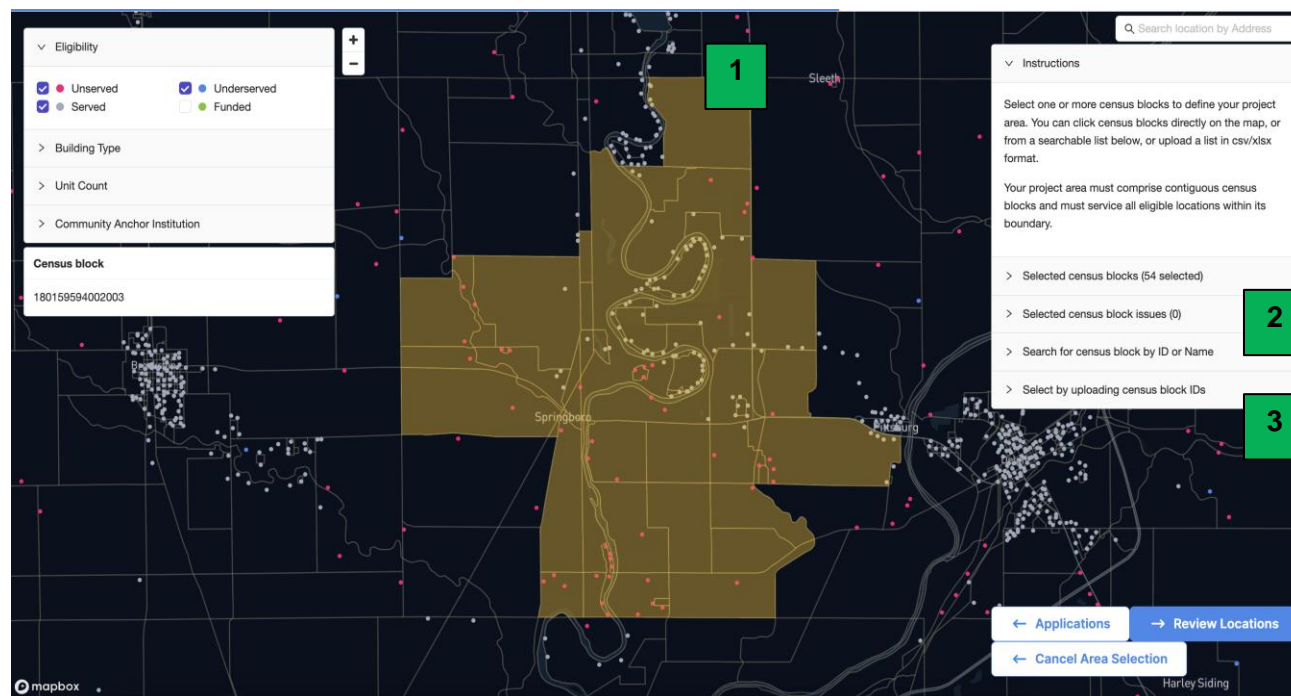 Eligibility
Unserved
Underserved
Served
Funded
Building Type
Unit Count
Community Anchor Institution
Census block
180159594002003
+
−
1
Sleeth
Springboro
Search location by Address
Instructions
Select one or more census blocks to define your project
area. You can click census blocks directly on the map, or
from a searchable list below, or upload a list in csv/xlsx
format.
Your project area must comprise contiguous census
blocks and must service all eligible locations within its
boundary.
Selected census blocks (54 selected)
Selected census block issues (0)
2
Search for census block by ID or Name
Select by uploading census block IDs
3
Pittsburg
← Applications
→ Review Locations
← Cancel Area Selection
Harley Siding
mapbox